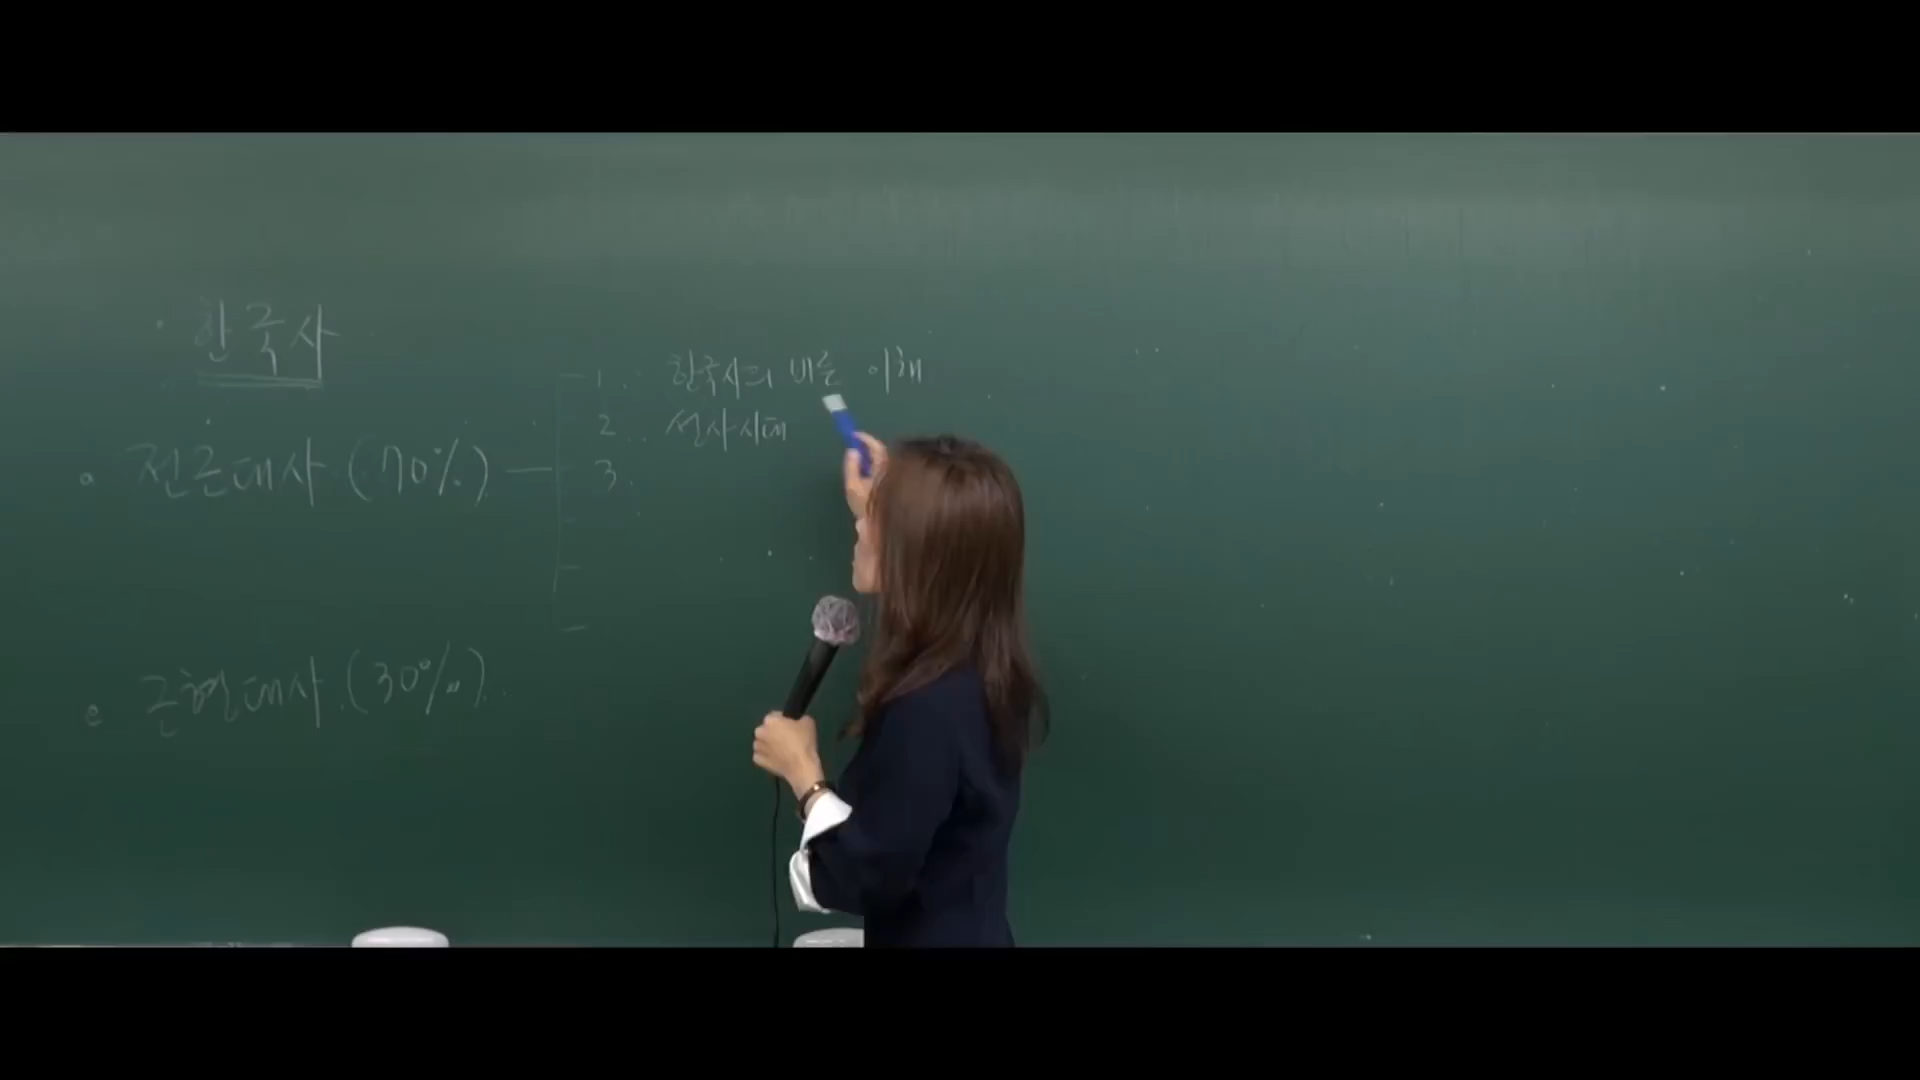 · 한국사
1. 한국사의 바른 이해
2. 선사시대
3.
전근대사 (70%)
근현대사 (30%)